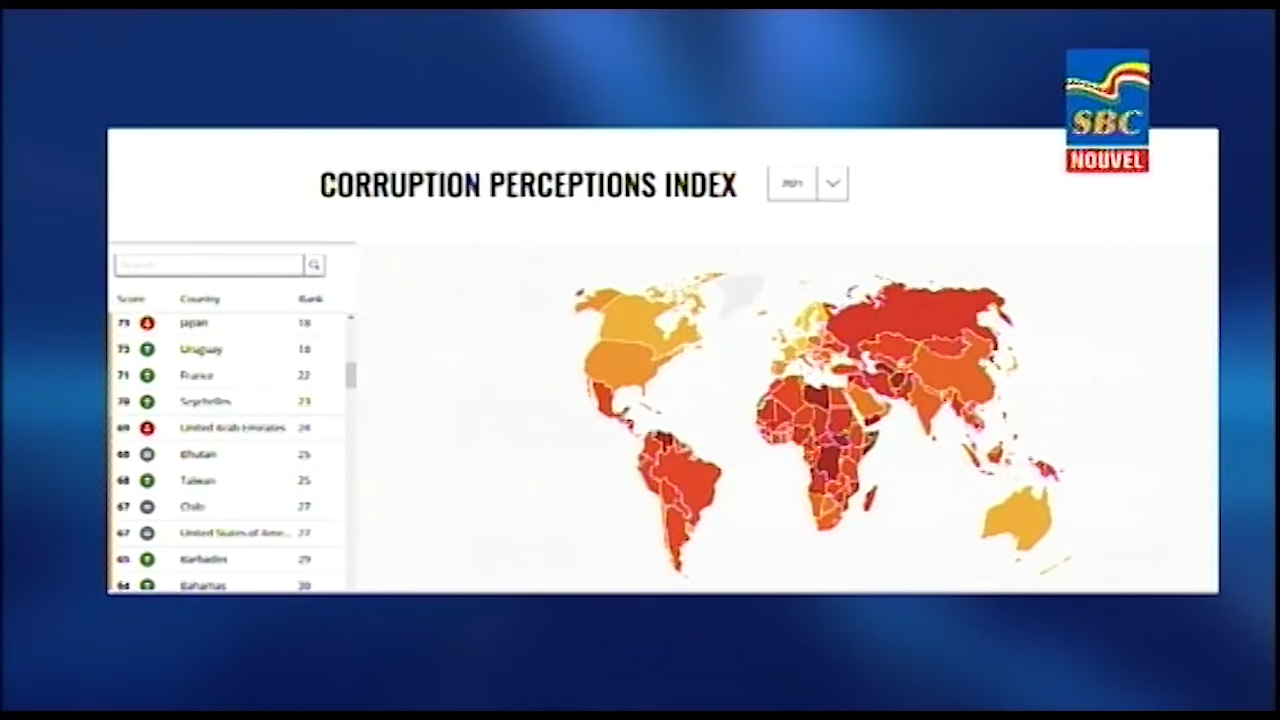 SBC
NOUVEL
CORRUPTION PERCEPTIONS INDEX 2021
Search
Score Country Rank
73 Japan 18
73 Uruguay 18
71 France 22
70 Seychelles 23
69 United Arab Emirates 24
68 Bhutan 25
68 Taiwan 25
67 Chile 27
67 United States of Ame... 27
65 Barbados 29
64 Bahamas 30